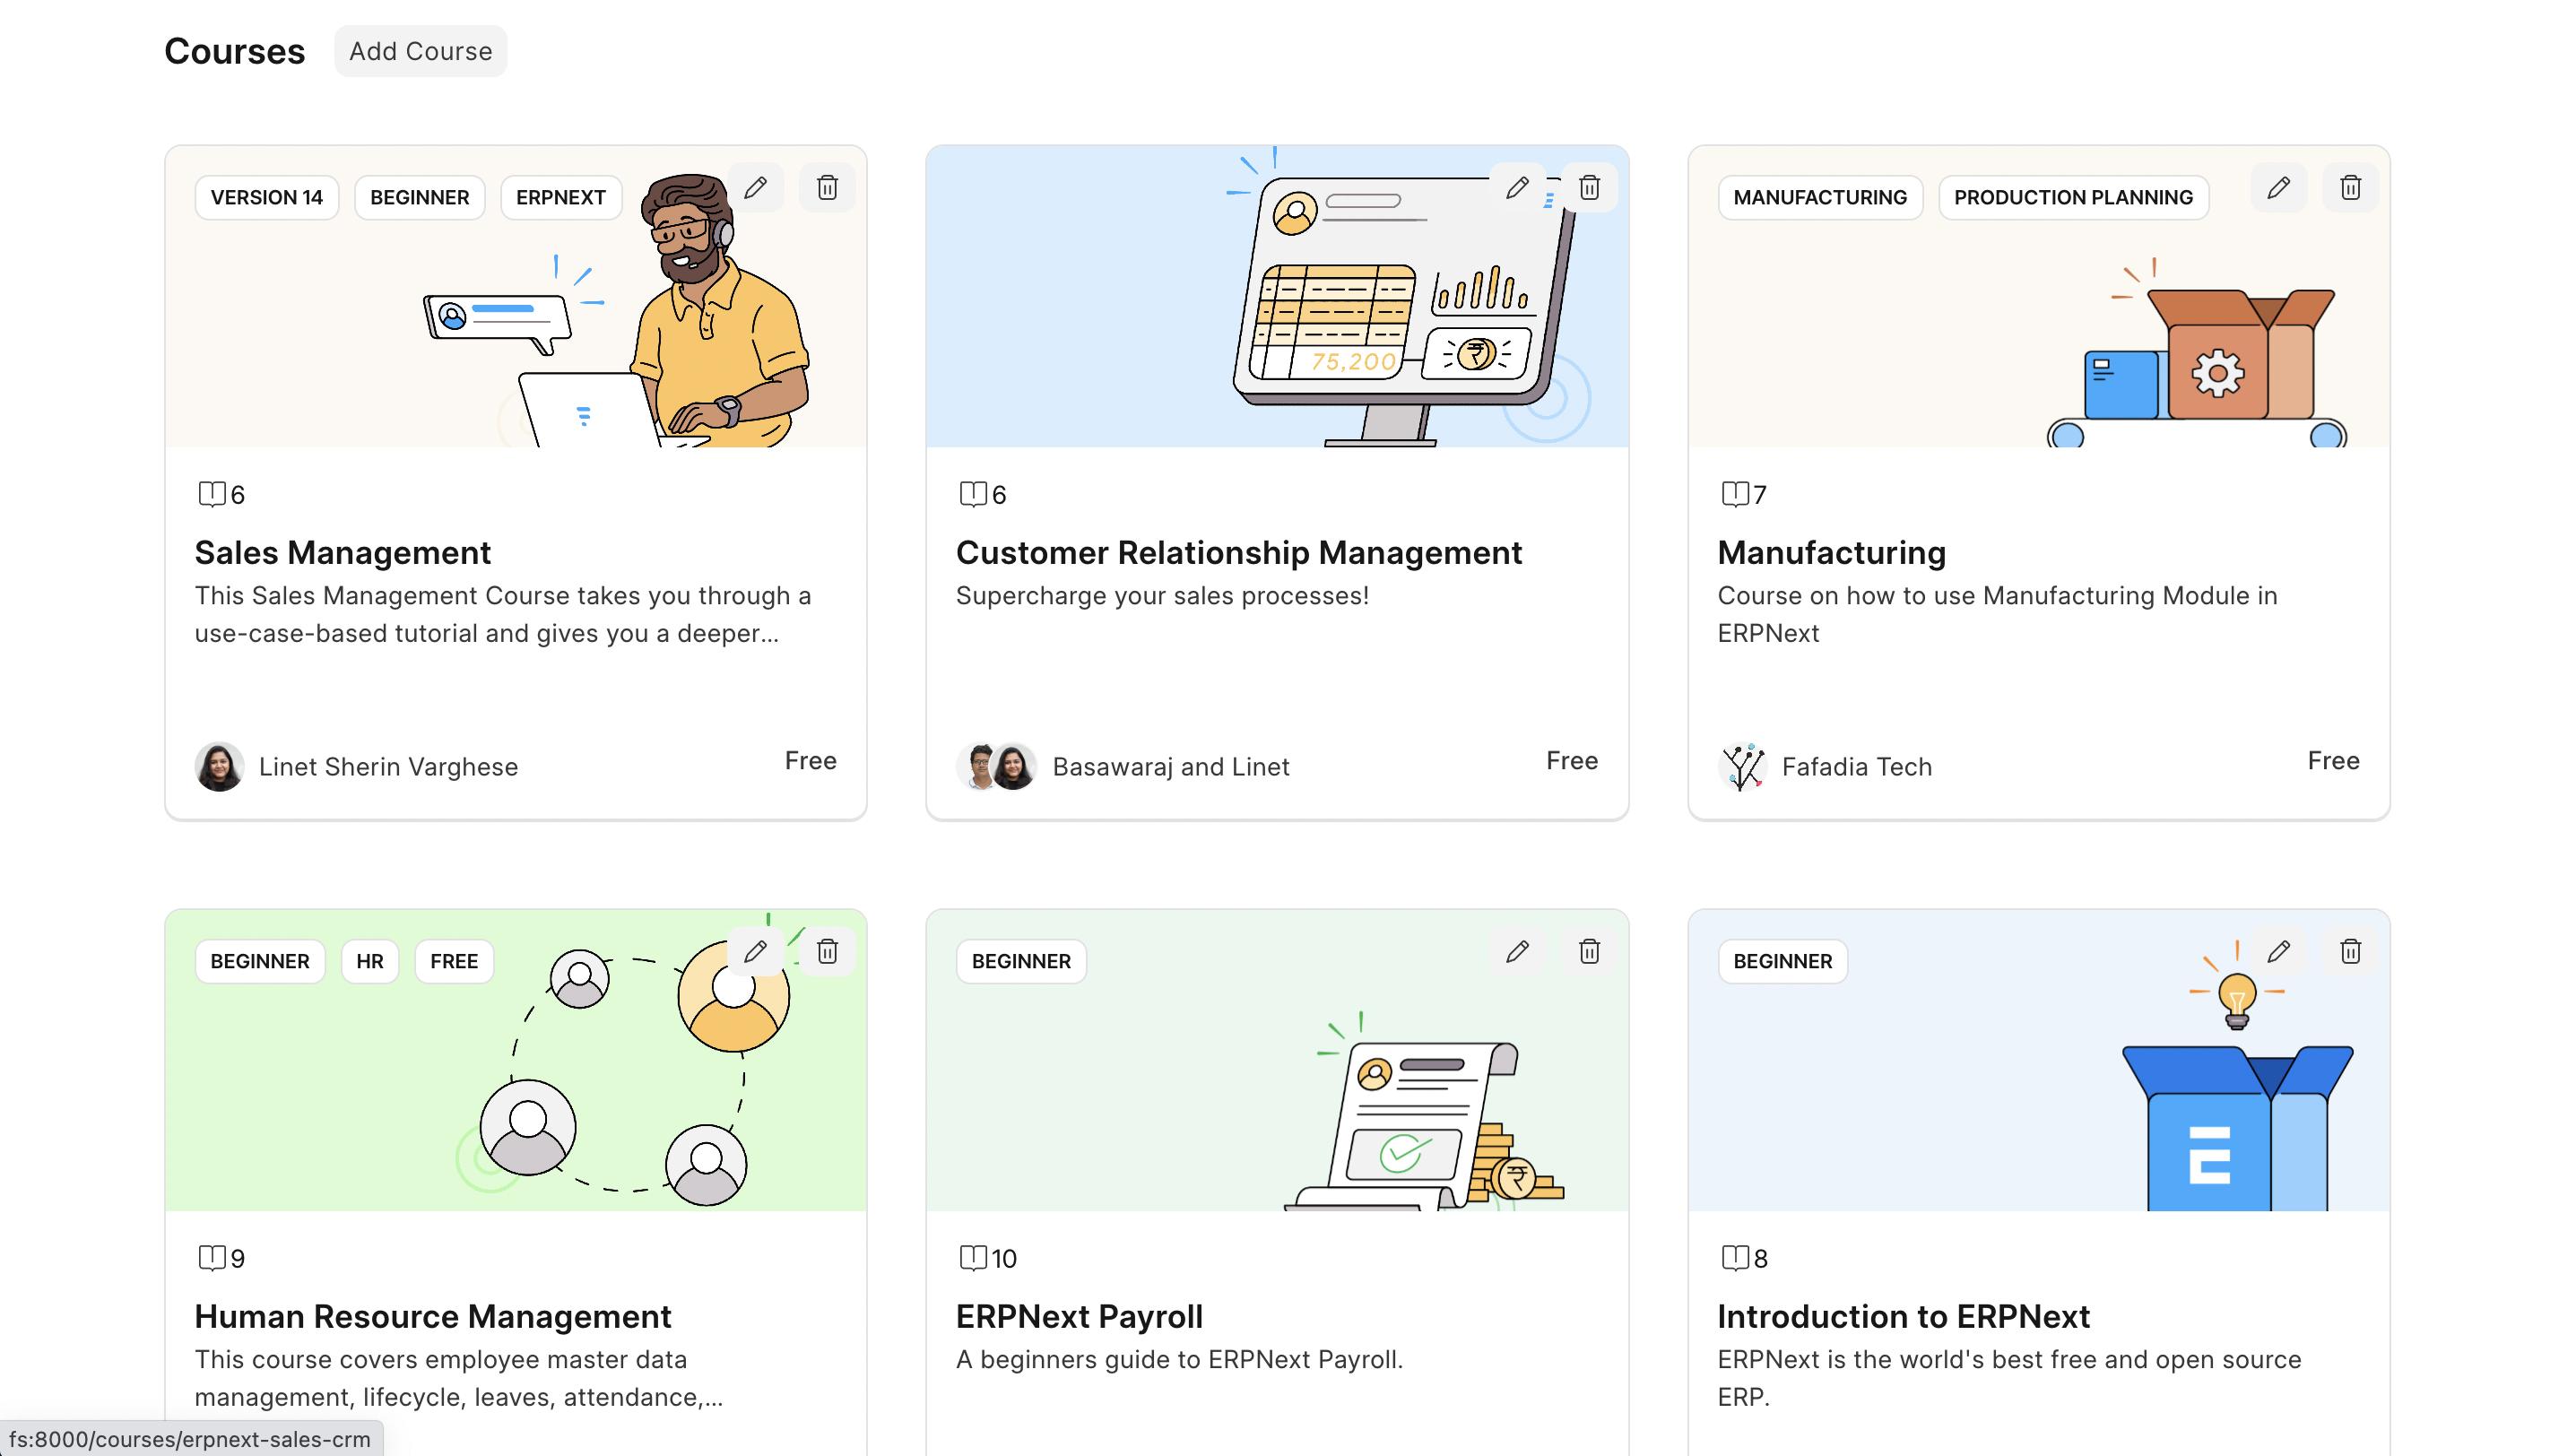 Courses
Add Course
VERSION 14
BEGINNER
ERPNEXT
75,200
6
Sales Management
This Sales Management Course takes you through a
use-case-based tutorial and gives you a deeper...
Linet Sherin Varghese
Free
6
Customer Relationship Management
Supercharge your sales processes!
Basawaraj and Linet
Free
MANUFACTURING
PRODUCTION PLANNING
7
Manufacturing
Course on how to use Manufacturing Module in
ERPNext
Fafadia Tech
Free
BEGINNER
HR
FREE
9
Human Resource Management
This course covers employee master data
management, lifecycle, leaves, attendance,...
BEGINNER
10
ERPNext Payroll
A beginners guide to ERPNext Payroll.
BEGINNER
8
Introduction to ERPNext
ERPNext is the world's best free and open source
ERP.
fs:8000/courses/erpnext-sales-crm